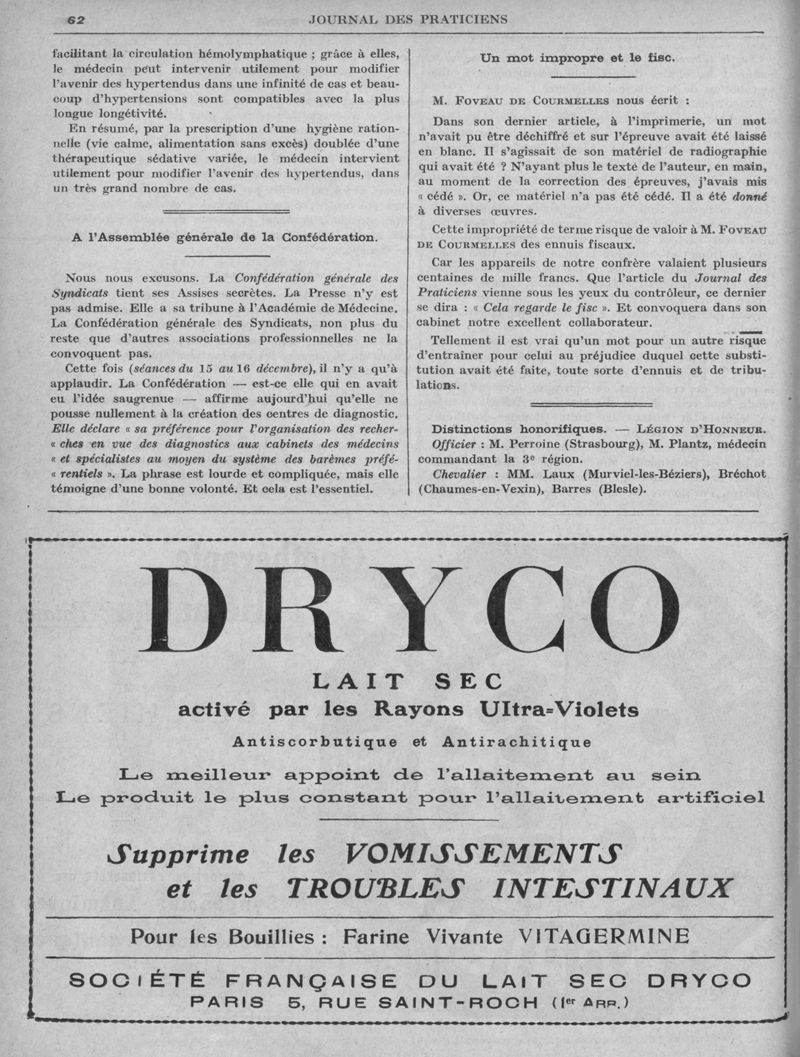 62
JOURNAL DES PRATICIENS
facilitant la circulation hémolymphatique ; grâce à elles,
le médecin peut intervenir utilement pour modifier
l'avenir des hypertendus dans une infinité de cas et beau-
coup d'hypertensions sont compatibles avec la plus
longue longétivité.
En résumé, par la prescription d'une hygiène ration-
nelle (vie calme, alimentation sans excès) doublée d'une
thérapeutique sédative variée, le médecin intervient
utilement pour modifier l'avenir des hypertendus, dans
un très grand nombre de cas.
A l'Assemblée générale de la Confédération.
Nous nous excusons. La Confédération générale des
Syndicats tient ses Assises secrètes. La Presse n'y est
pas admise. Elle a sa tribune à l'Académie de Médecine.
La Confédération générale des Syndicats, non plus du
reste que d'autres associations professionnelles ne la
convoquent pas.
Cette fois (séances du 15 au 16 décembre), il n'y a qu'à
applaudir. La Confédération — est-ce elle qui en avait
eu l'idée saugrenue — affirme aujourd'hui qu'elle ne
pousse nullement à la création des centres de diagnostic.
Elle déclare « sa préférence pour l'organisation des recher-
« ches en vue des diagnostics aux cabinets des médecins
« et spécialistes au moyen du système des barèmes préfé-
« rentiels ». La phrase est lourde et compliquée, mais elle
témoigne d'une bonne volonté. Et cela est l'essentiel.
Un mot impropre et le fisc.
M. FOVEAU DE COURMELLES nous écrit :
Dans son dernier article, à l'imprimerie, un mot
n'avait pu être déchiffré et sur l'épreuve avait été laissé
en blanc. Il s'agissait de son matériel de radiographie
qui avait été ? N'ayant plus le texte de l'auteur, en main,
au moment de la correction des épreuves, j'avais mis
« cédé ». Or, ce matériel n'a pas été cédé. Il a été donné
à diverses œuvres.
Cette impropriété de terme risque de valoir à M. FOVEAU
DE COURMELLES des ennuis fiscaux.
Car les appareils de notre confrère valaient plusieurs
centaines de mille francs. Que l'article du Journal des
Praticiens vienne sous les yeux du contrôleur, ce dernier
se dira : « Cela regarde le fisc ». Et convoquera dans son
cabinet notre excellent collaborateur.
Tellement il est vrai qu'un mot pour un autre risque
d'entraîner pour celui au préjudice duquel cette substi-
tution avait été faite, toute sorte d'ennuis et de tribu-
lations.
Distinctions honorifiques. — LÉGION D'HONNEUR.
Officier : M. Perroine (Strasbourg), M. Plantz, médecin
commandant la 3e région.
Chevalier : MM. Laux (Murviel-les-Béziers), Bréchot
(Chaumes-en-Vexin), Barres (Blesle).
DRYCO
LAIT SEC
activé par les Rayons Ultra=Violets
Antiscorbutique et Antirachitique
Le meilleur appoint de l'allaitement au sein
Le produit le plus constant pour l'allaitement artificiel
Supprime les VOMISSEMENTS
et les TROUBLES INTESTINAUX
Pour les Bouillies : Farine Vivante VITAGERMINE
SOCIÉTÉ FRANÇAISE DU LAIT SEC DRYCO
PARIS 5, RUE SAINT-ROCH (1er ARR.)